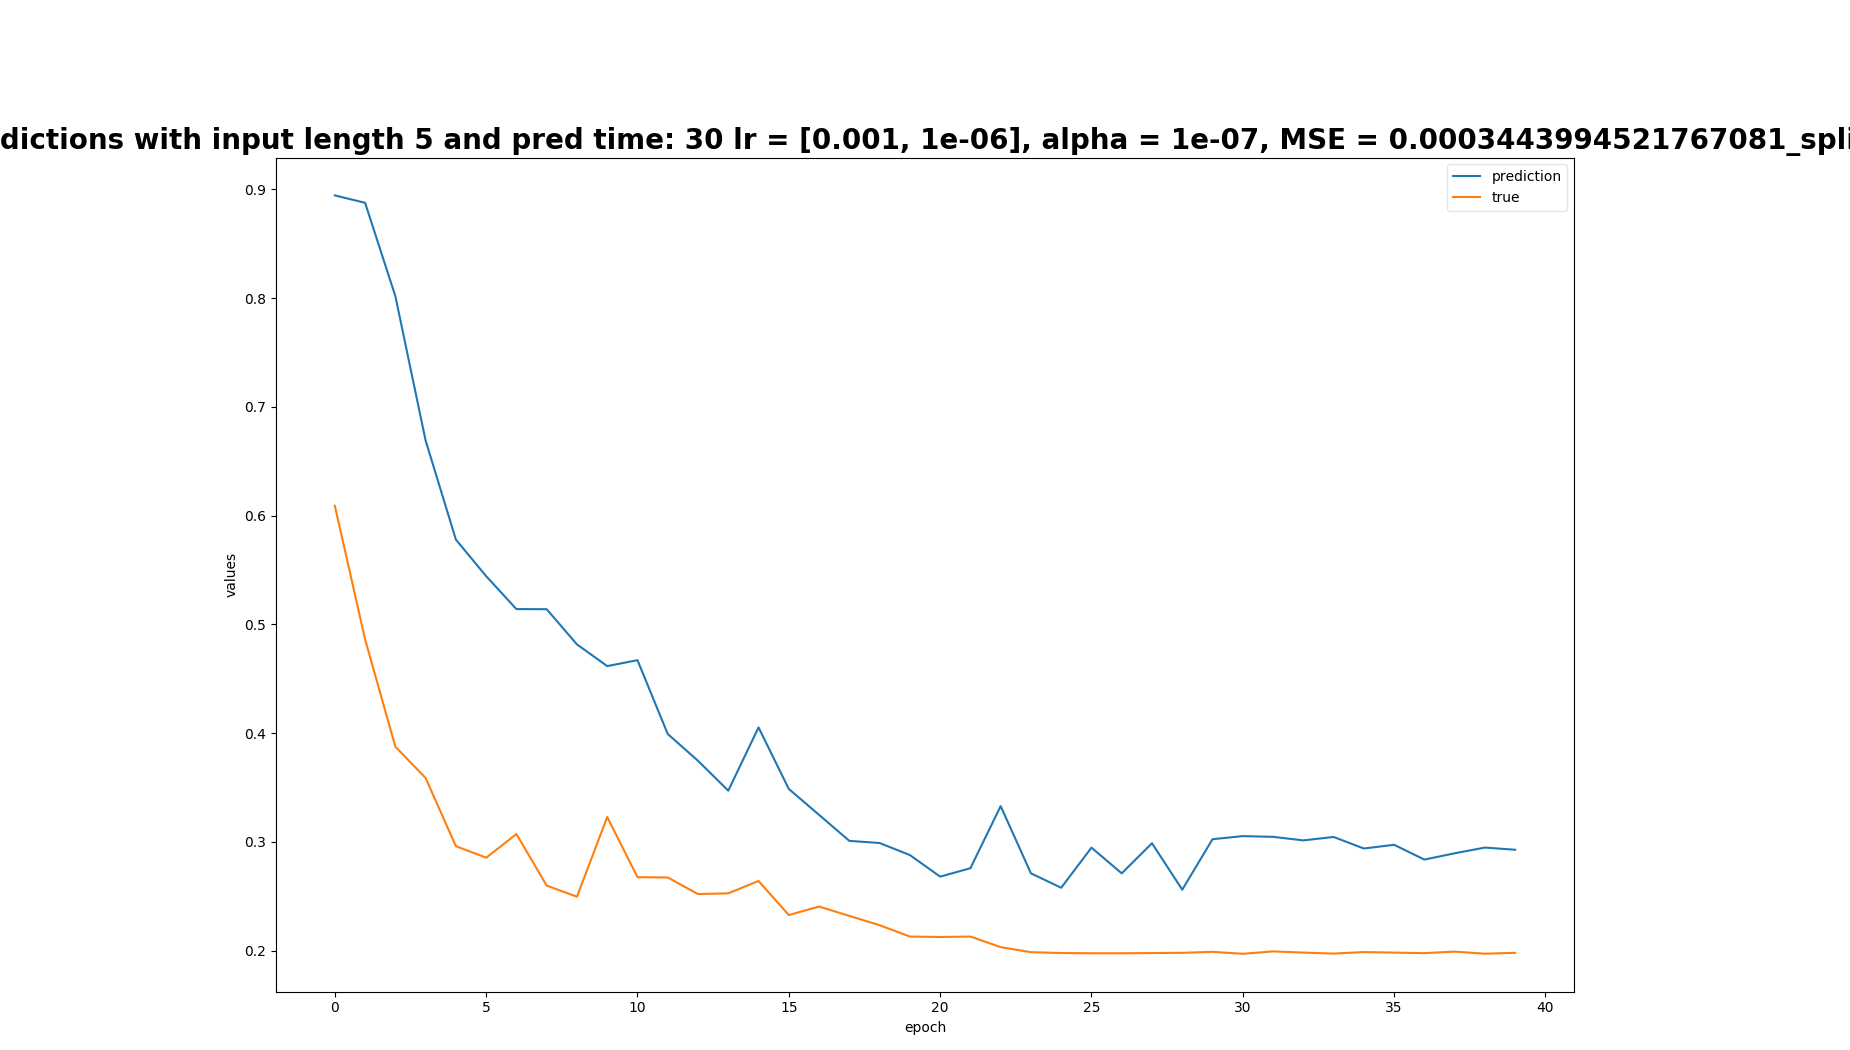 dictions with input length 5 and pred time: 30 lr = [0.001, 1e-06], alpha = 1e-07, MSE = 0.0003443994521767081_spli
prediction
true
0.9
0.8
0.7
0.6
0.5
0.4
0.3
0.2
values
0 5 10 15 20 25 30 35 40
epoch